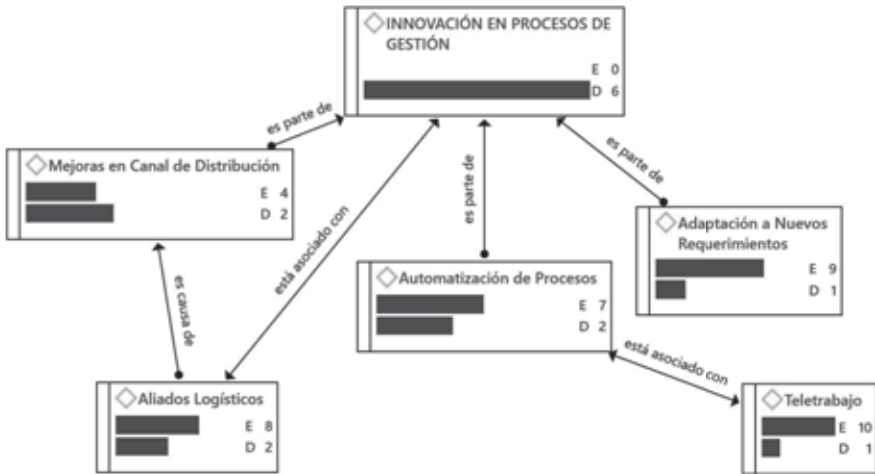 INNOVACIÓN EN PROCESOS DE
GESTIÓN
E 0
D 6
es parte de
Mejoras en Canal de Distribución
E 4
D 2
es parte de
es parte de
está asociado con
Adaptación a Nuevos
Requerimientos
E 9
D 1
Automatización de Procesos
E 7
D 2
es causa de
está asociado con
Aliados Logísticos
E 8
D 2
Teletrabajo
E 10
D 1